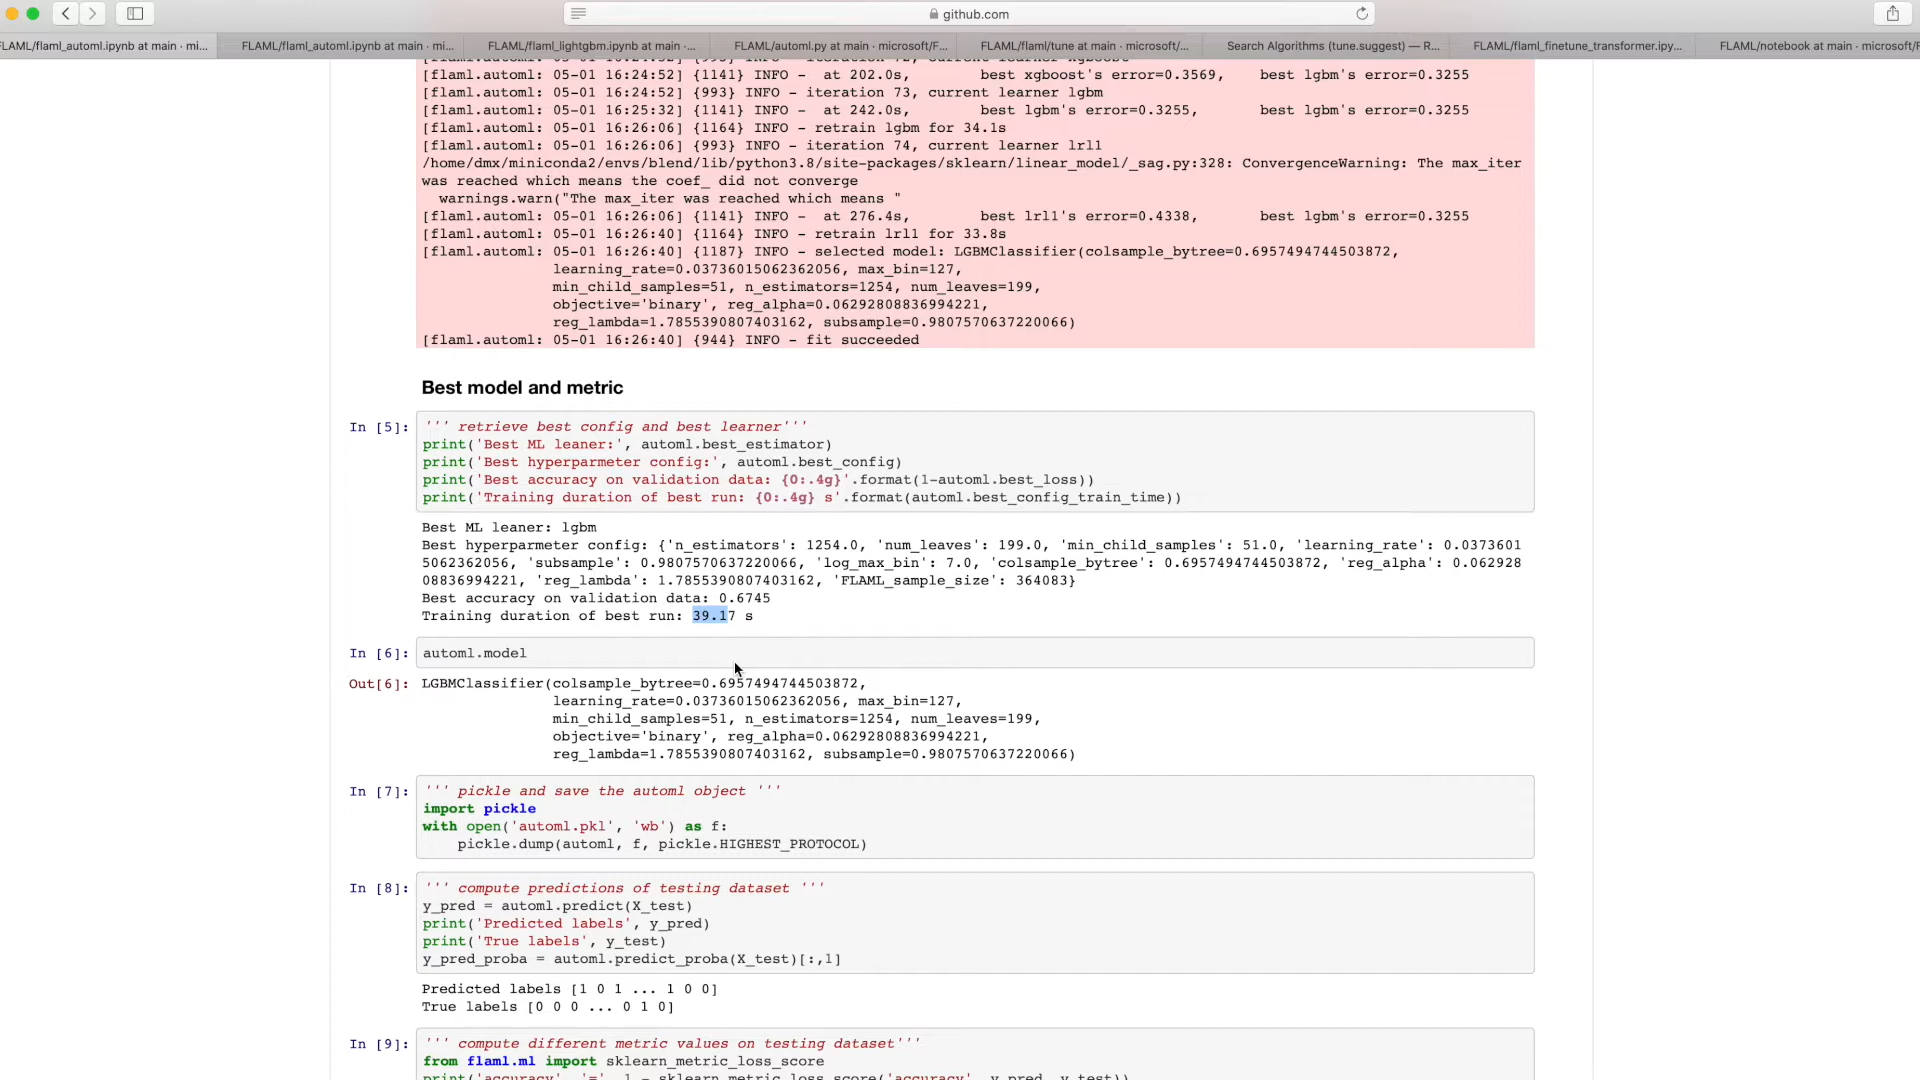 github.com
FLAML/flaml_automl.ipynb at main · mi...
FLAML/flaml_automl.ipynb at main · mi...
FLAML/flaml_lightgbm.ipynb at main ·...
FLAML/automl.py at main · microsoft/F...
FLAML/flaml/tune at main · microsoft/...
Search Algorithms (tune.suggest) — R...
FLAML/flaml_finetune_transformer.ipy...
FLAML/notebook at main · microsoft/F
[flaml.automl: 05-01 16:24:52] {1141} INFO -  at 202.0s,	best xgboost's error=0.3569,	best lgbm's error=0.3255
[flaml.automl: 05-01 16:24:52] {993} INFO - iteration 73, current learner lgbm
[flaml.automl: 05-01 16:25:32] {1141} INFO -  at 242.0s,	best lgbm's error=0.3255,	best lgbm's error=0.3255
[flaml.automl: 05-01 16:26:06] {1164} INFO - retrain lgbm for 34.1s
[flaml.automl: 05-01 16:26:06] {993} INFO - iteration 74, current learner lrl1
/home/dmx/miniconda2/envs/blend/lib/python3.8/site-packages/sklearn/linear_model/_sag.py:328: ConvergenceWarning: The max_iter
was reached which means the coef_ did not converge
  warnings.warn("The max_iter was reached which means "
[flaml.automl: 05-01 16:26:06] {1141} INFO -  at 276.4s,	best lrl1's error=0.4338,	best lgbm's error=0.3255
[flaml.automl: 05-01 16:26:40] {1164} INFO - retrain lrl1 for 33.8s
[flaml.automl: 05-01 16:26:40] {1187} INFO - selected model: LGBMClassifier(colsample_bytree=0.6957494744503872,
               learning_rate=0.03736015062362056, max_bin=127,
               min_child_samples=51, n_estimators=1254, num_leaves=199,
               objective='binary', reg_alpha=0.06292808836994221,
               reg_lambda=1.7855390807403162, subsample=0.9807570637220066)
[flaml.automl: 05-01 16:26:40] {944} INFO - fit succeeded
Best model and metric
In [5]: ''' retrieve best config and best learner'''
print('Best ML leaner:', automl.best_estimator)
print('Best hyperparmeter config:', automl.best_config)
print('Best accuracy on validation data: {0:.4g}'.format(1-automl.best_loss))
print('Training duration of best run: {0:.4g} s'.format(automl.best_config_train_time))
Best ML leaner: lgbm
Best hyperparmeter config: {'n_estimators': 1254.0, 'num_leaves': 199.0, 'min_child_samples': 51.0, 'learning_rate': 0.0373601
5062362056, 'subsample': 0.9807570637220066, 'log_max_bin': 7.0, 'colsample_bytree': 0.6957494744503872, 'reg_alpha': 0.062928
08836994221, 'reg_lambda': 1.7855390807403162, 'FLAML_sample_size': 364083}
Best accuracy on validation data: 0.6745
Training duration of best run: 39.17 s
In [6]: automl.model
Out[6]: LGBMClassifier(colsample_bytree=0.6957494744503872,
               learning_rate=0.03736015062362056, max_bin=127,
               min_child_samples=51, n_estimators=1254, num_leaves=199,
               objective='binary', reg_alpha=0.06292808836994221,
               reg_lambda=1.7855390807403162, subsample=0.9807570637220066)
In [7]: ''' pickle and save the automl object '''
import pickle
with open('automl.pkl', 'wb') as f:
    pickle.dump(automl, f, pickle.HIGHEST_PROTOCOL)
In [8]: ''' compute predictions of testing dataset '''
y_pred = automl.predict(X_test)
print('Predicted labels', y_pred)
print('True labels', y_test)
y_pred_proba = automl.predict_proba(X_test)[:,1]
Predicted labels [1 0 1 ... 1 0 0]
True labels [0 0 0 ... 0 1 0]
In [9]: ''' compute different metric values on testing dataset'''
from flaml.ml import sklearn_metric_loss_score
print('accuracy', '=', 1 - sklearn_metric_loss_score('accuracy', y_pred, y_test))